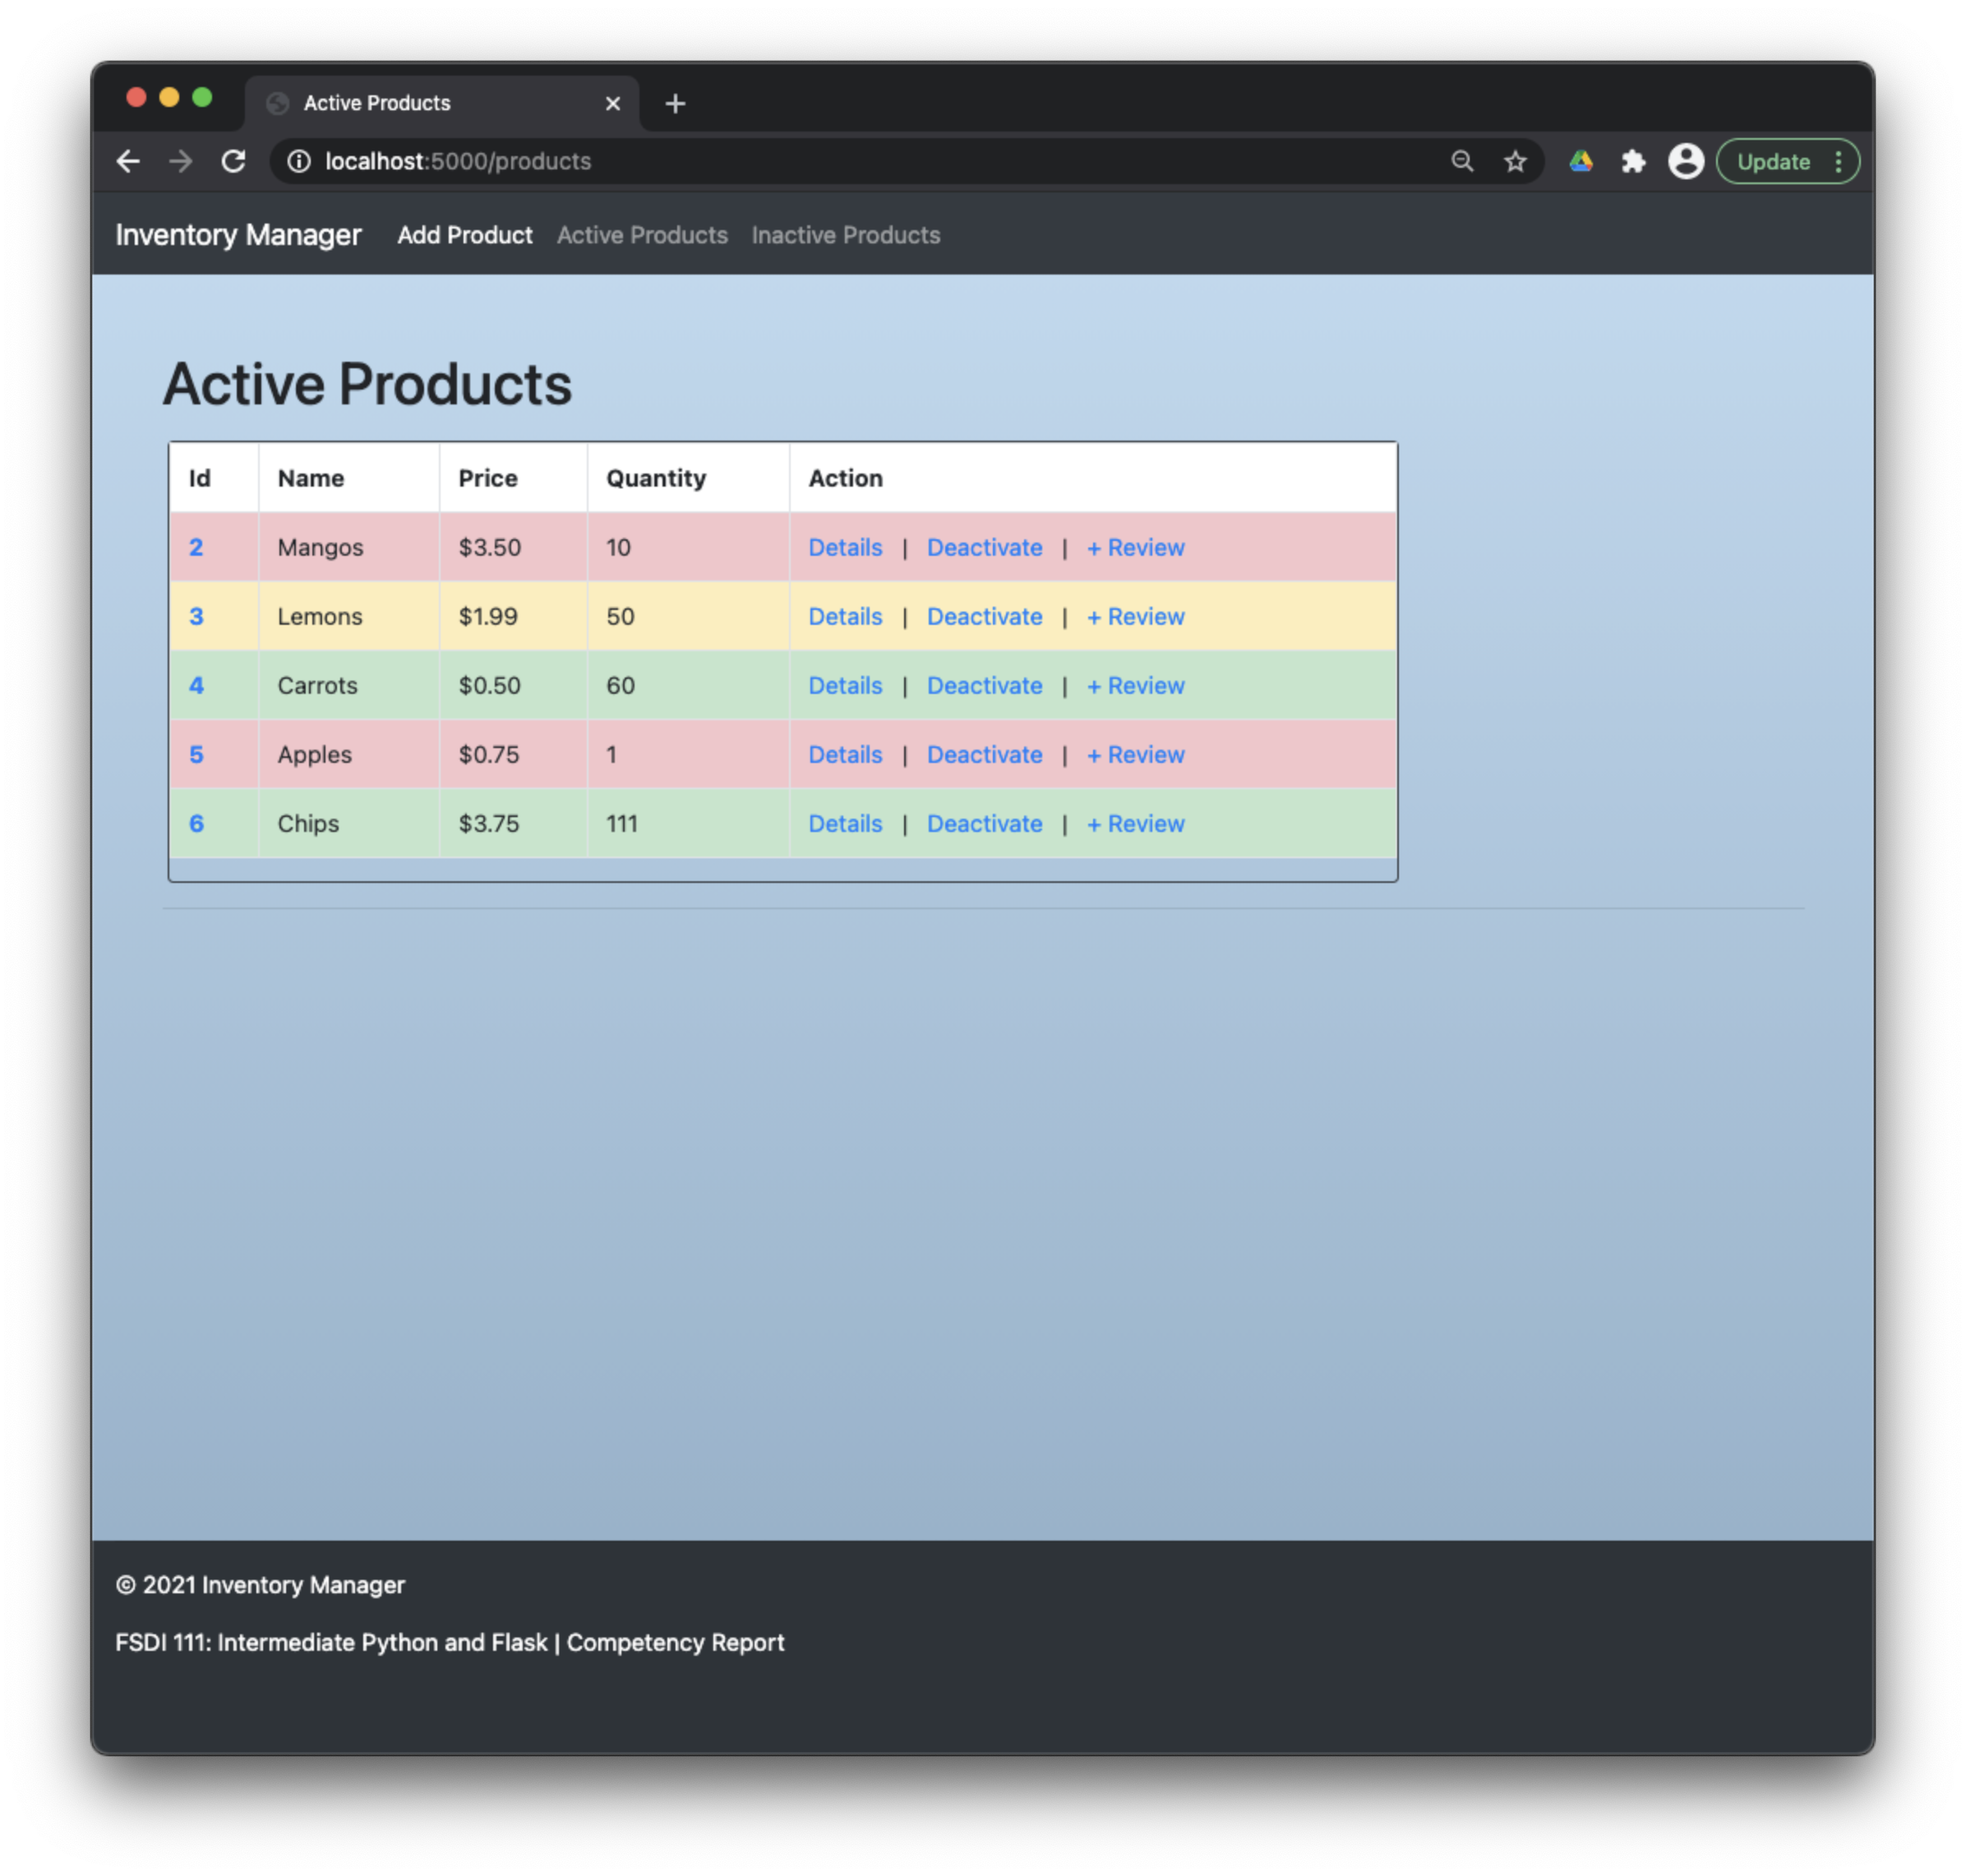 Active Products
localhost:5000/products
Update
Inventory Manager Add Product Active Products Inactive Products
Active Products
Id Name Price Quantity Action
2 Mangos $3.50 10 Details | Deactivate | + Review
3 Lemons $1.99 50 Details | Deactivate | + Review
4 Carrots $0.50 60 Details | Deactivate | + Review
5 Apples $0.75 1 Details | Deactivate | + Review
6 Chips $3.75 111 Details | Deactivate | + Review
© 2021 Inventory Manager
FSDI 111: Intermediate Python and Flask | Competency Report